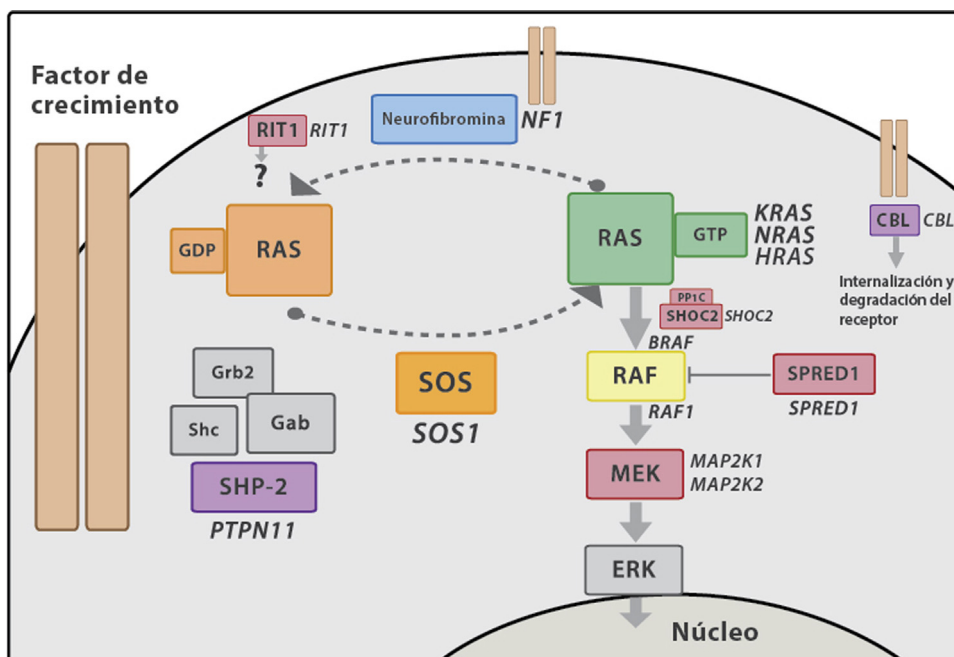 Factor de
crecimiento
RIT1 RIT1
?
Neurofibromina NF1
GDP RAS
RAS GTP
KRAS
NRAS
HRAS
CBL CBL
Internalización y
degradación del
receptor
PP1C
SHOC2 SHOC2
BRAF
RAF
RAF1
SPRED1
SPRED1
Grb2
Shc
Gab
SHP-2
PTPN11
SOS
SOS1
MEK
MAP2K1
MAP2K2
ERK
Núcleo